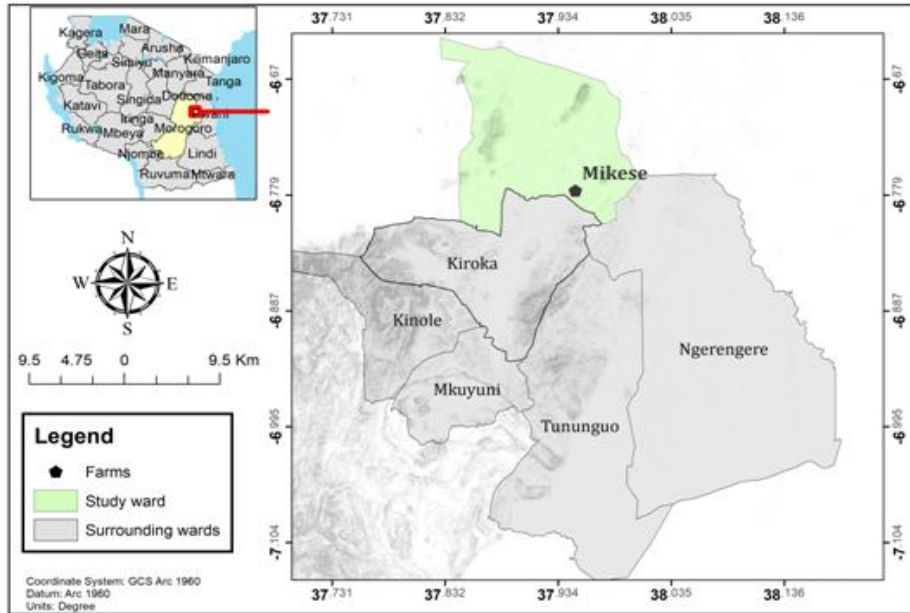 Kagera
Mara
Geita
Simiyu
Arusha
Kilimanjaro
Kigoma
Tabora
Manyara
Tanga
Katavi
Singida
Dodoma
Pwani
Rukwa
Mbeya
Iringa
Morogoro
Njombe
Lindi
Ruvuma
Mtwara
N
W E
S
9.5 4.75 0 9.5 Km
Legend
Farms
Study ward
Surrounding wards
Coordinate System: GCS Arc 1960
Datum: Arc 1960
Units: Degree
37.731 37.832 37.934 38.035 38.136
-6.67
-6.779
-6.887
-6.995
-7.104
Mikese
Kiroka
Kinole
Ngerengere
Mkuyuni
Tununguo
-6.67
-6.779
-6.887
-6.995
-7.104
37.731 37.832 37.934 38.035 38.136